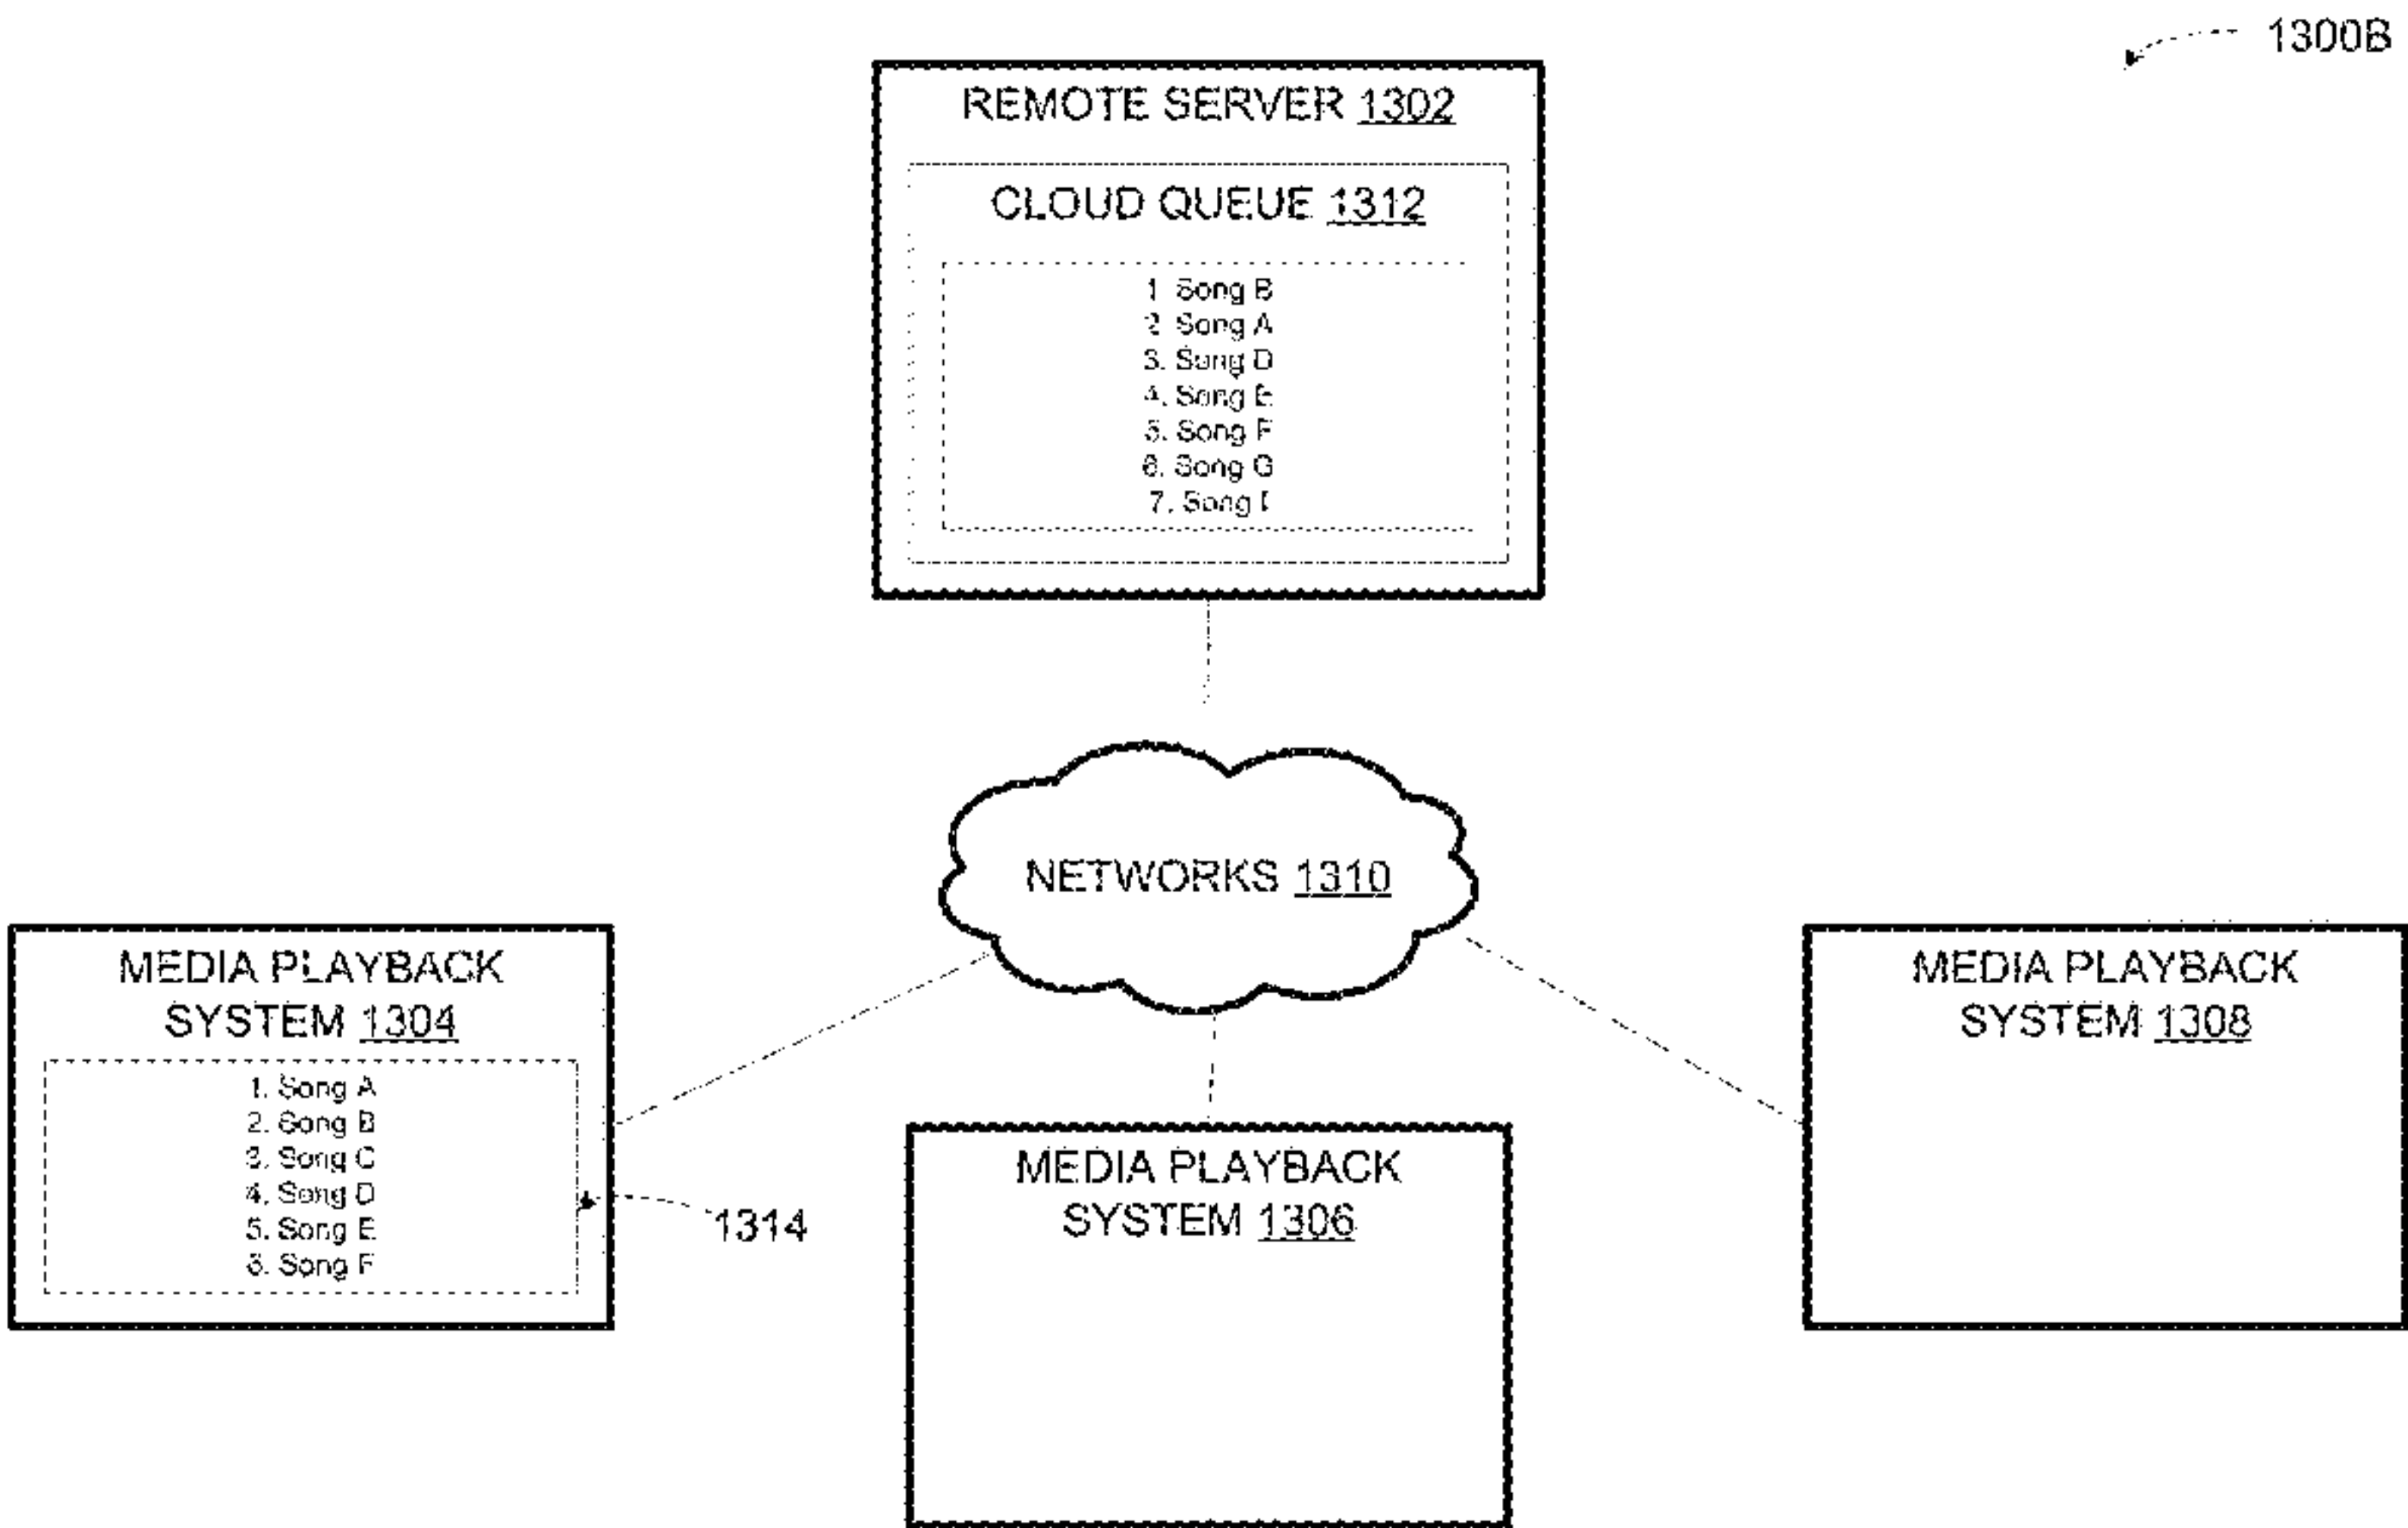 1300B
REMOTE SERVER 1302
CLOUD QUEUE 1312
1 Song B
2 Song A
3. Song D
4. Song E
5. Song F
6. Song G
7. Song I
NETWORKS 1310
MEDIA PLAYBACK
SYSTEM 1304
1. Song A
2. Song B
3. Song C
4. Song D
5. Song E
6. Song F
1314
MEDIA PLAYBACK
SYSTEM 1306
MEDIA PLAYBACK
SYSTEM 1308